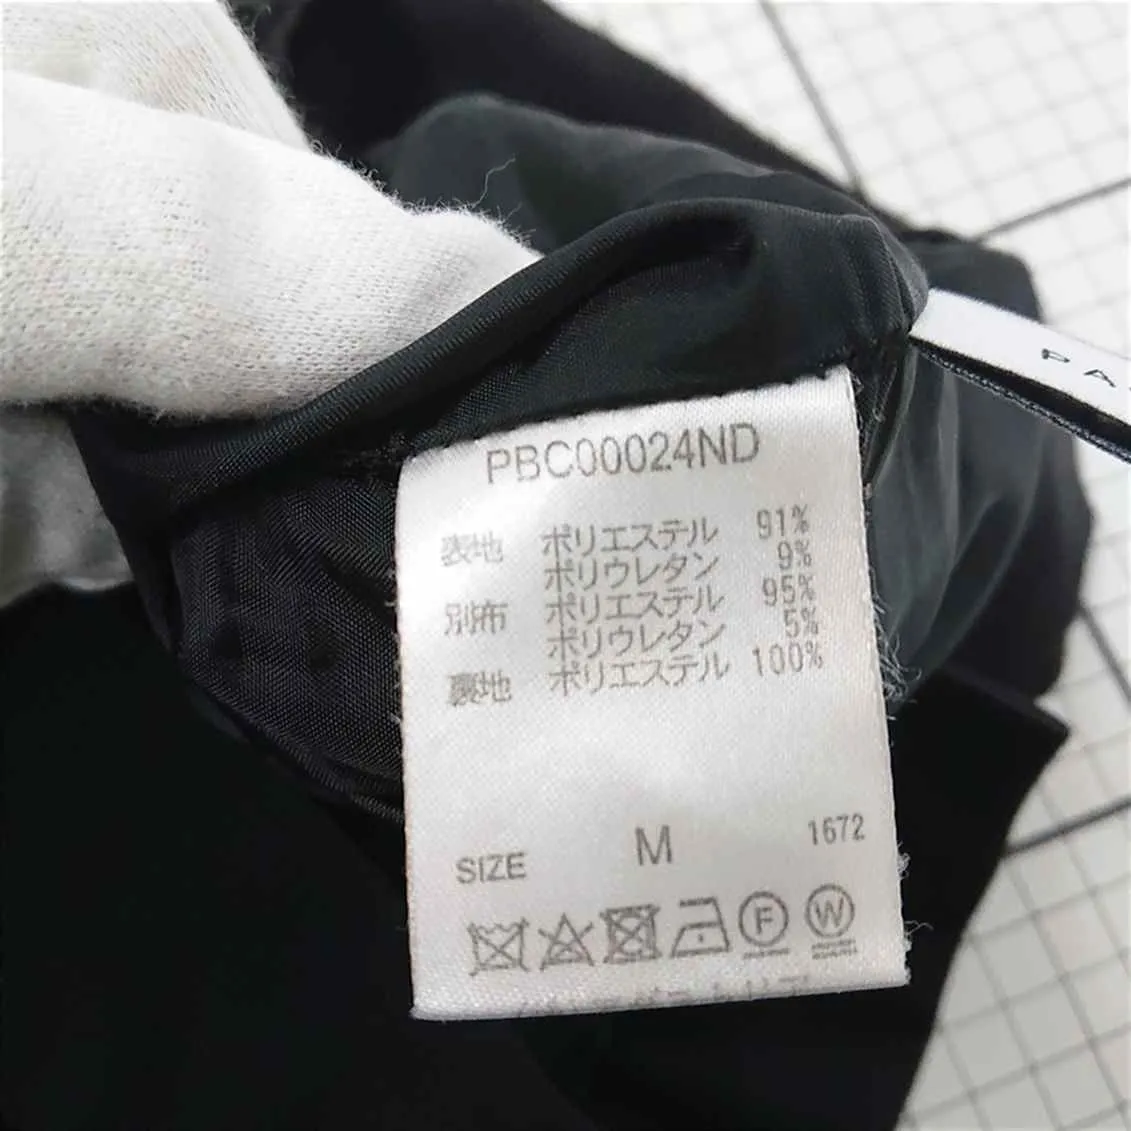 PA
PBC00024ND
表地 ポリエステル 91%
ポリウレタン 9%
別布 ポリエステル 95%
ポリウレタン 5%
裏地 ポリエステル 100%
SIZE M 1672
F W